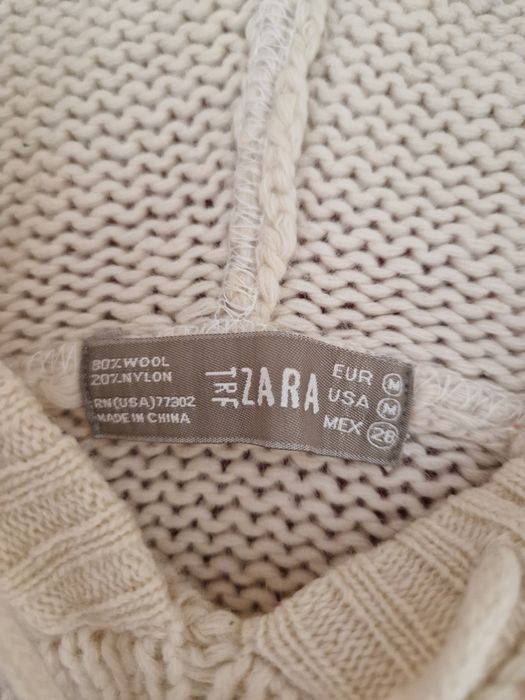 80%WOOL
20%NYLON
RN(USA)77302
MADE IN CHINA
TRF
ZARA
EUR M
USA M
MEX 28